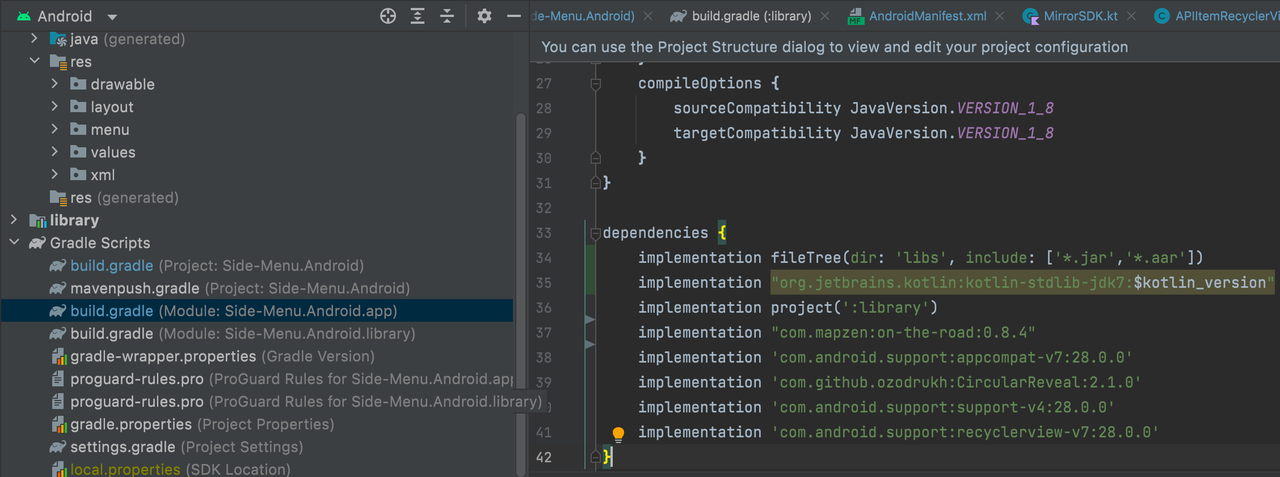 Android
java (generated)
res
drawable
layout
menu
values
xml
res (generated)
library
Gradle Scripts
build.gradle (Project: Side-Menu.Android)
mavenpush.gradle (Project: Side-Menu.Android)
build.gradle (Module: Side-Menu.Android.app)
build.gradle (Module: Side-Menu.Android.library)
gradle-wrapper.properties (Gradle Version)
proguard-rules.pro (ProGuard Rules for Side-Menu.Android.app
proguard-rules.pro (ProGuard Rules for Side-Menu.Android.library)
gradle.properties (Project Properties)
settings.gradle (Project Settings)
local.properties (SDK Location)
de-Menu.Android) build.gradle (:library) MF AndroidManifest.xml MirrorSDK.kt C APIItemRecyclerVi
You can use the Project Structure dialog to view and edit your project configuration
27 compileOptions {
28 sourceCompatibility JavaVersion.VERSION_1_8
29 targetCompatibility JavaVersion.VERSION_1_8
30 }
31 }
32
33 dependencies {
34 implementation fileTree(dir: 'libs', include: ['*.jar','*.aar'])
35 implementation "org.jetbrains.kotlin:kotlin-stdlib-jdk7:$kotlin_version"
36 implementation project(':library')
37 implementation "com.mapzen:on-the-road:0.8.4"
38 implementation 'com.android.support:appcompat-v7:28.0.0'
39 implementation 'com.github.ozodrukh:CircularReveal:2.1.0'
implementation 'com.android.support:support-v4:28.0.0'
41 implementation 'com.android.support:recyclerview-v7:28.0.0'
42 }